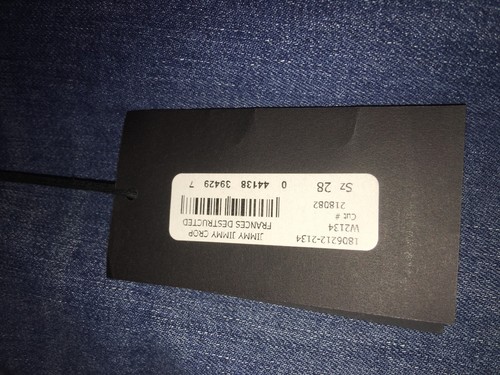 1806212-2134
W2134
Cut #
218082
Sz 28
JIMMY JIMMY CROP
FRANCES DESTRUCTED
0 44138 39429 7